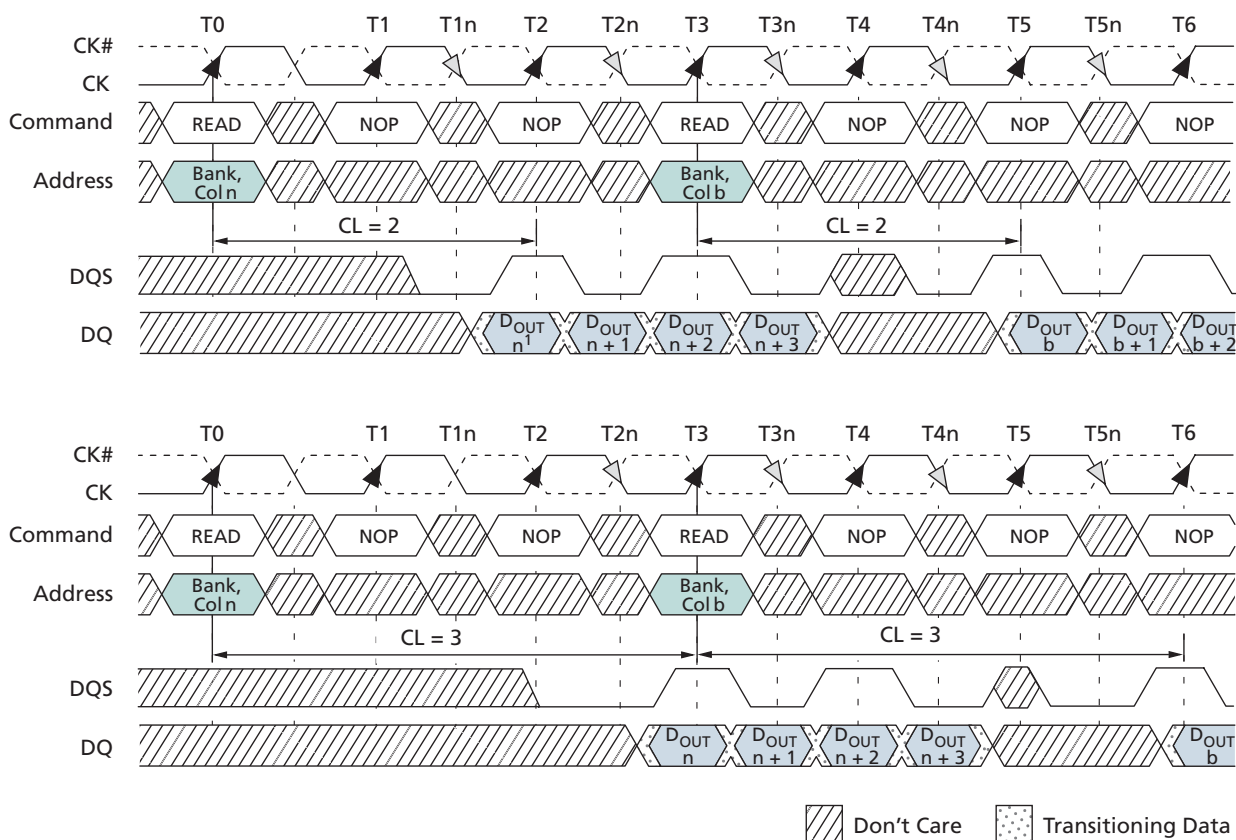 T0 T1 T1n T2 T2n T3 T3n T4 T4n T5 T5n T6
CK#
CK
Command READ NOP NOP READ NOP NOP NOP
Address Bank, Col n Bank, Col b
CL = 2 CL = 2
DQS
DQ DOUT n1 DOUT n + 1 DOUT n + 2 DOUT n + 3 DOUT b DOUT b + 1 DOUT b + 2
T0 T1 T1n T2 T2n T3 T3n T4 T4n T5 T5n T6
CK#
CK
Command READ NOP NOP READ NOP NOP NOP
Address Bank, Col n Bank, Col b
CL = 3 CL = 3
DQS
DQ DOUT n DOUT n + 1 DOUT n + 2 DOUT n + 3 DOUT b
Don't Care Transitioning Data